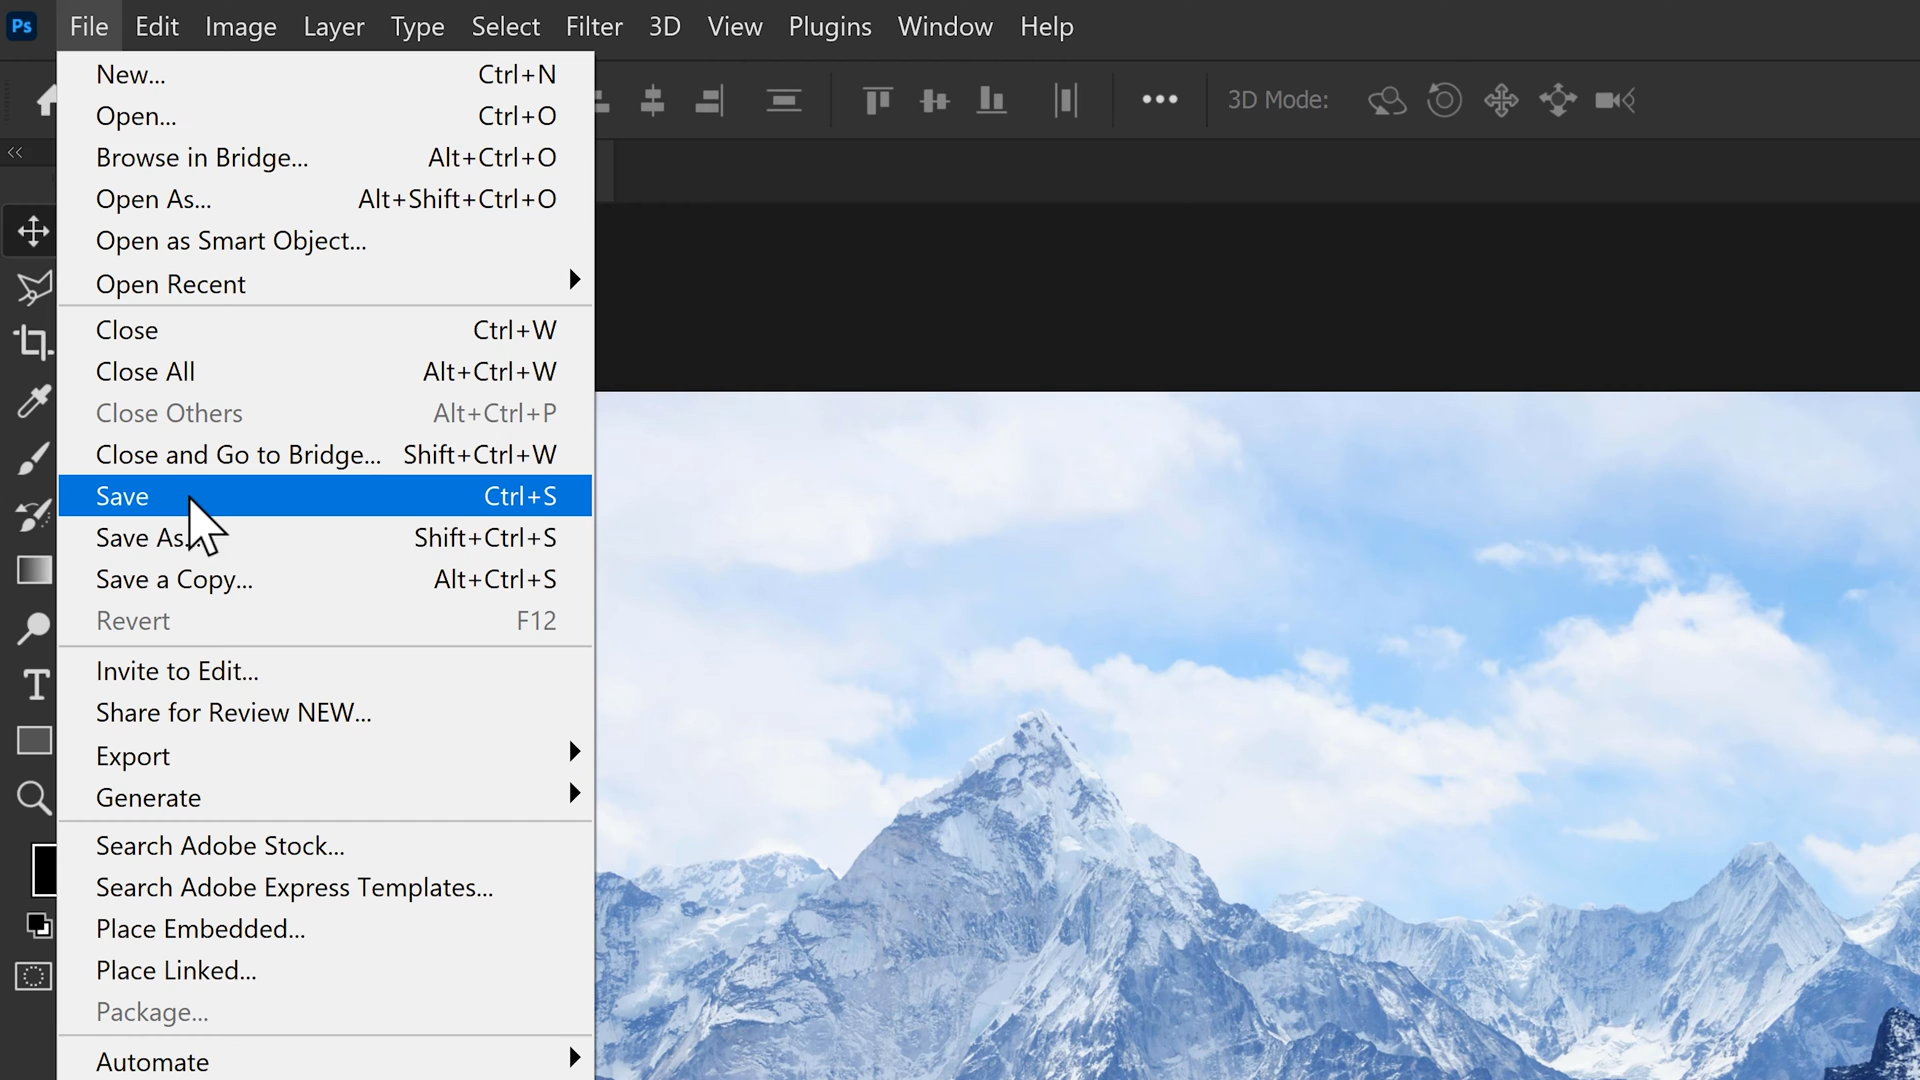 Ps File Edit Image Layer Type Select Filter 3D View Plugins Window Help
3D Mode:
New... Ctrl+N
Open... Ctrl+O
Browse in Bridge... Alt+Ctrl+O
Open As... Alt+Shift+Ctrl+O
Open as Smart Object...
Open Recent
Close Ctrl+W
Close All Alt+Ctrl+W
Close Others Alt+Ctrl+P
Close and Go to Bridge... Shift+Ctrl+W
Save Ctrl+S
Save As... Shift+Ctrl+S
Save a Copy... Alt+Ctrl+S
Revert F12
Invite to Edit...
Share for Review NEW...
Export
Generate
Search Adobe Stock...
Search Adobe Express Templates...
Place Embedded...
Place Linked...
Package...
Automate